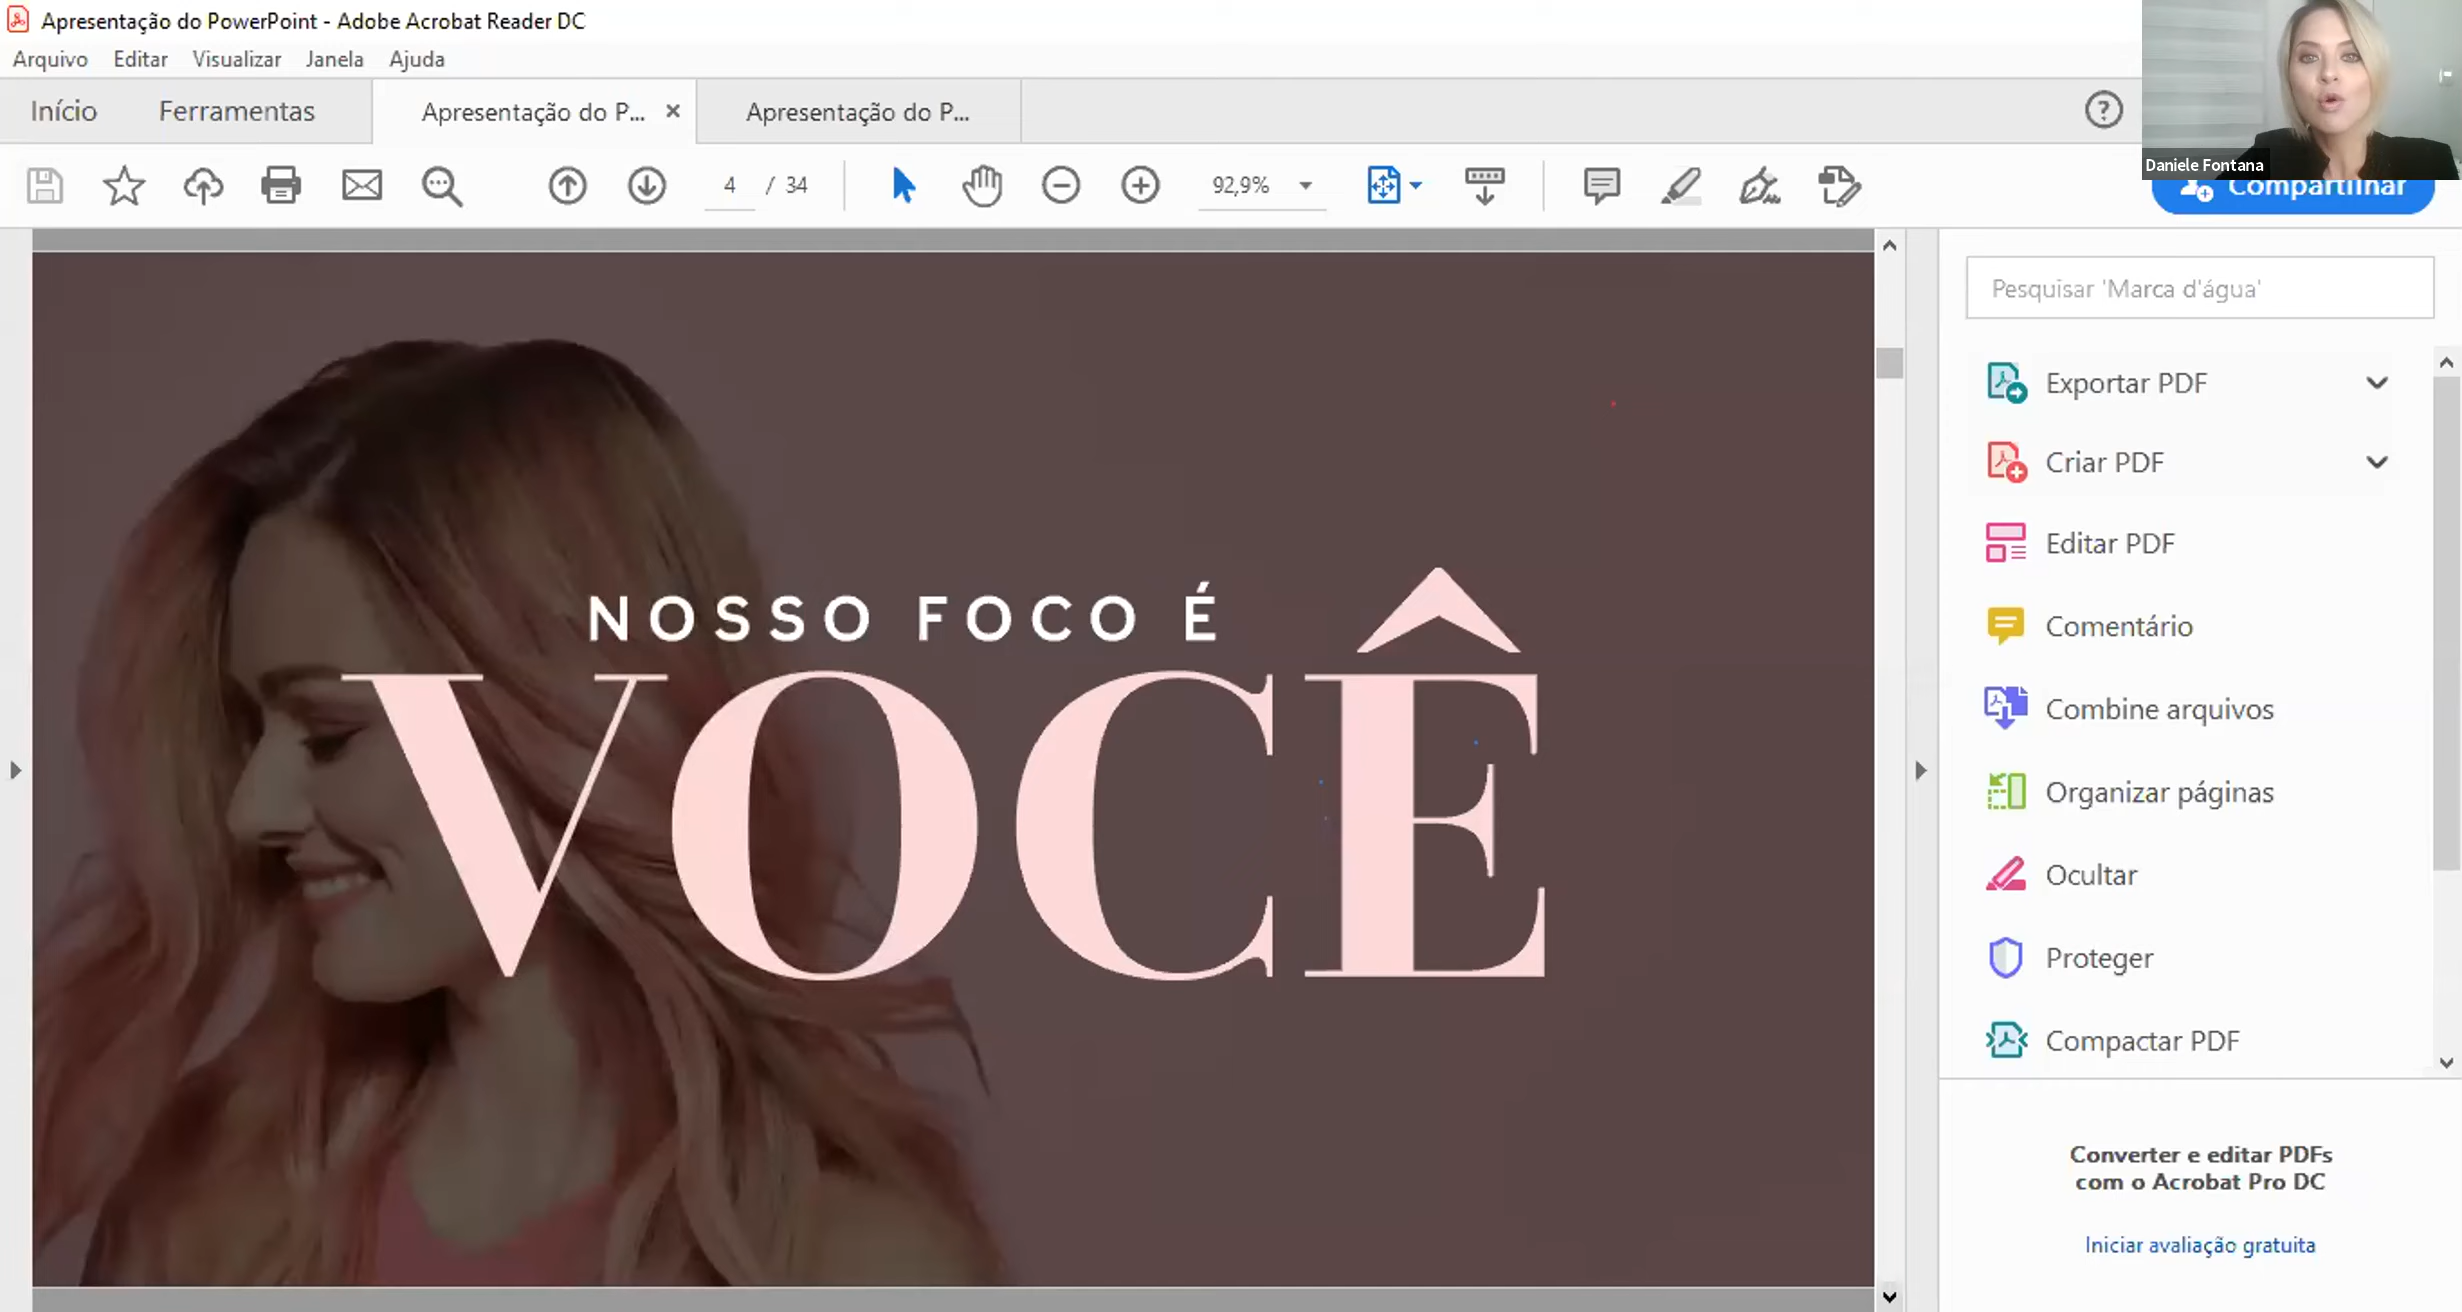 Apresentação do PowerPoint - Adobe Acrobat Reader DC
Arquivo Editar Visualizar Janela Ajuda
Início Ferramentas Apresentação do P... Apresentação do P...
4 / 34 92,9%
Daniele Fontana
Compartilhar
NOSSO FOCO É
VOCÊ
Pesquisar 'Marca d'água'
Exportar PDF
Criar PDF
Editar PDF
Comentário
Combine arquivos
Organizar páginas
Ocultar
Proteger
Compactar PDF
Converter e editar PDFs
com o Acrobat Pro DC
Iniciar avaliação gratuita